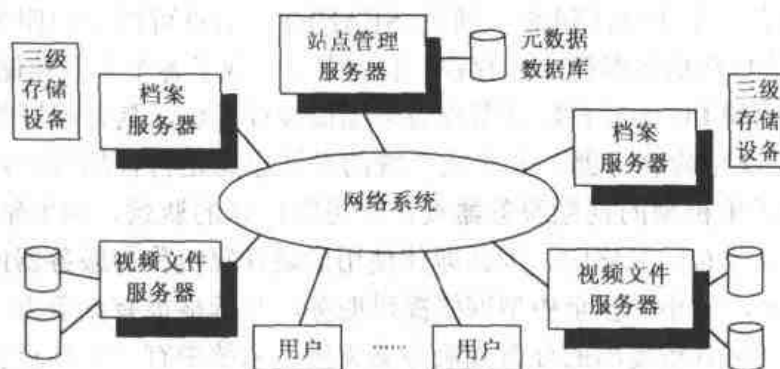 站点管理
服务器
元数据
数据库
三级
存储
设备
档案
服务器
档案
服务器
三级
存储
设备
网络系统
视频文件
服务器
视频文件
服务器
用户
……
用户